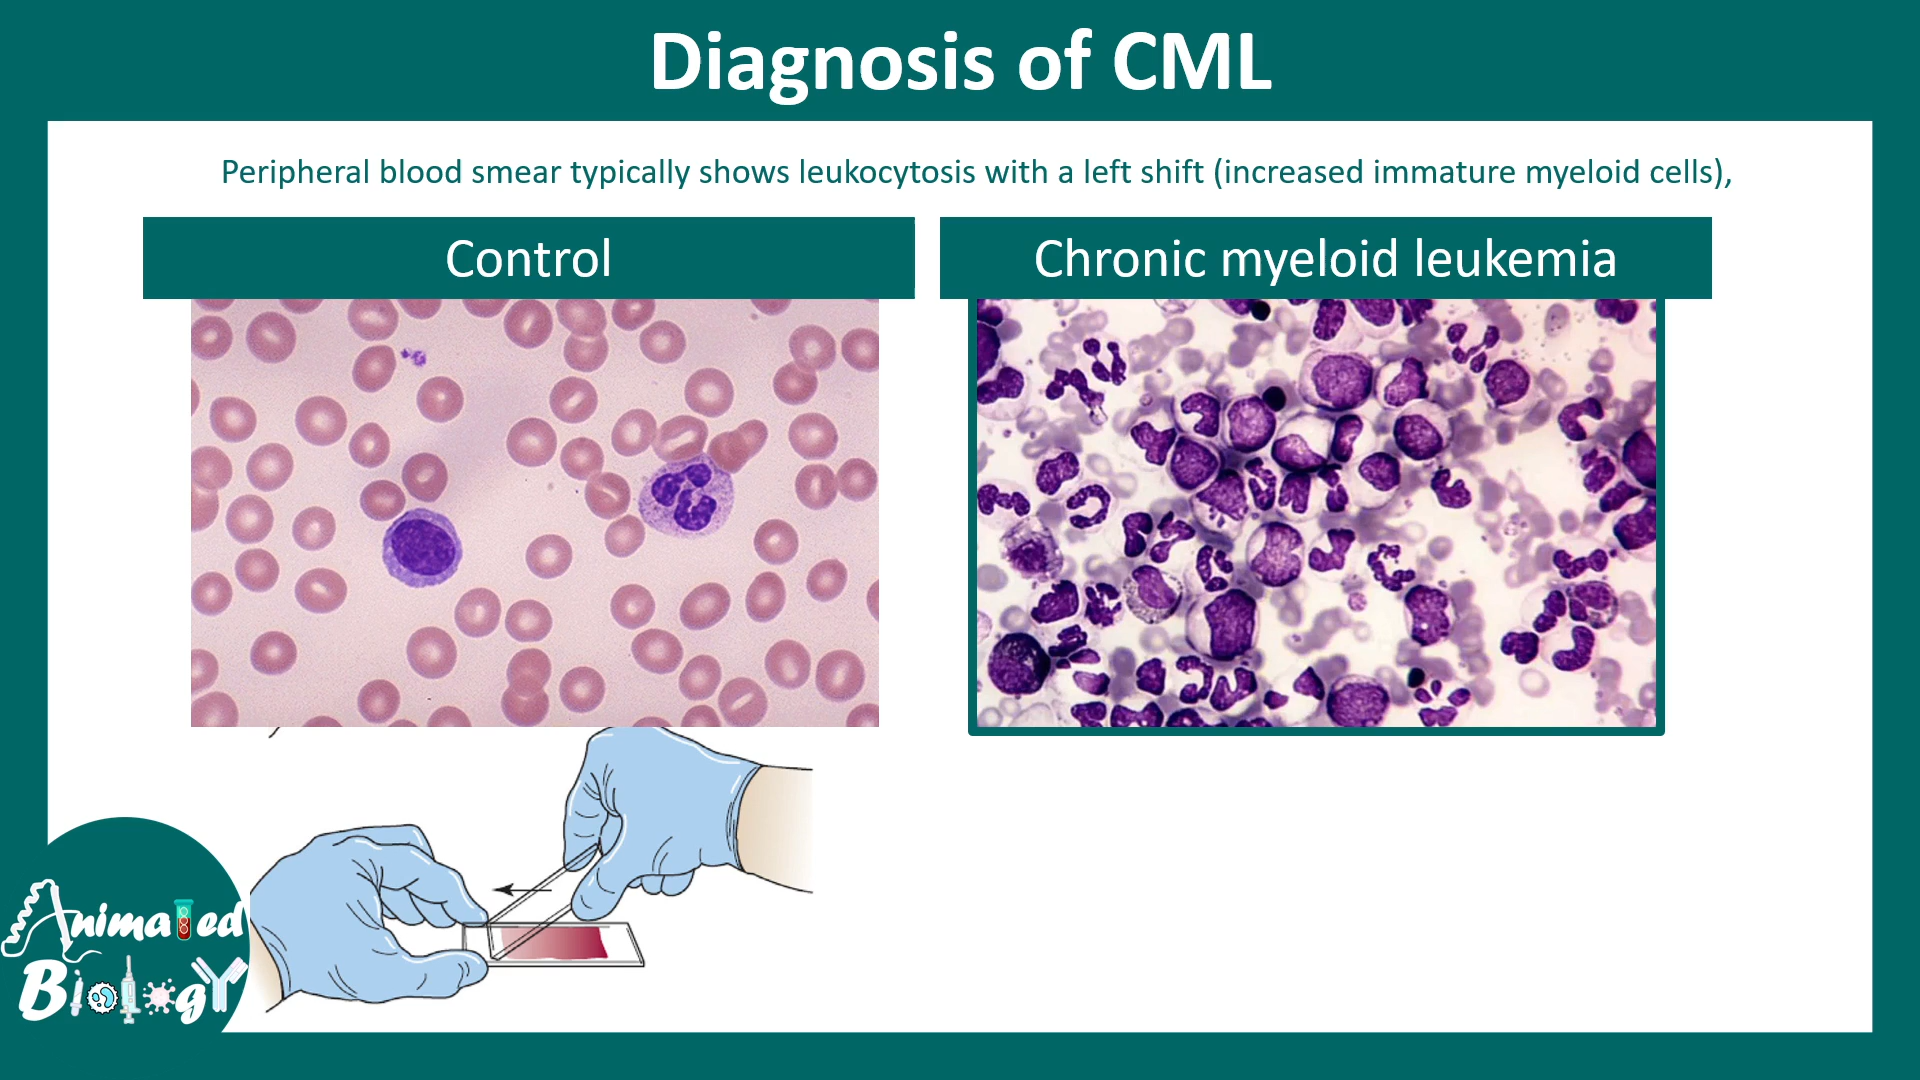 Diagnosis of CML
Peripheral blood smear typically shows leukocytosis with a left shift (increased immature myeloid cells),
Control
Chronic myeloid leukemia
Animated
Biology